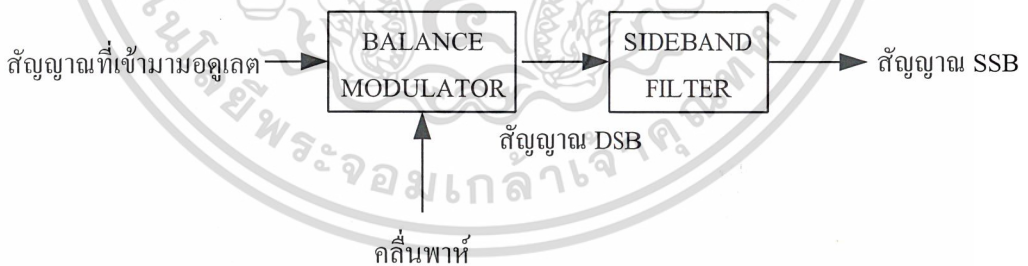 สัญญาณที่เข้ามามอดูเลต
BALANCE
MODULATOR
SIDEBAND
FILTER
สัญญาณ SSB
สัญญาณ DSB
คลื่นพาห์